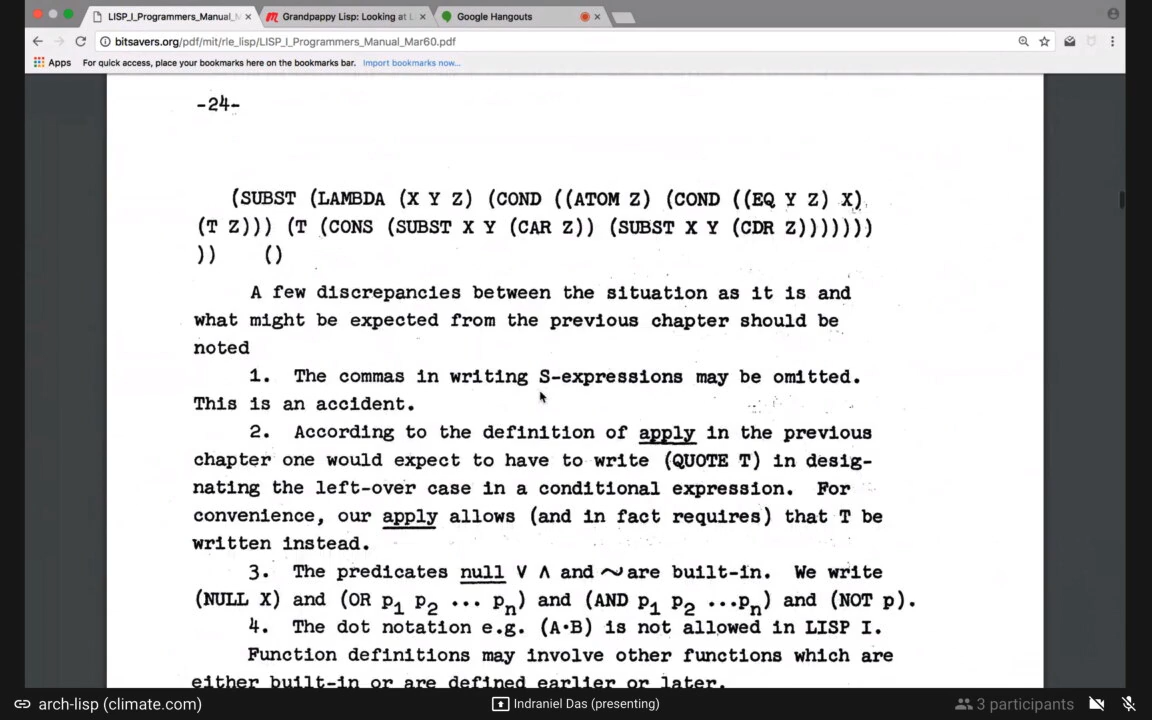 LISP_I_Programmers_Manual_M
Grandpappy Lisp: Looking at L
Google Hangouts
bitsavers.org/pdf/mit/rle_lisp/LISP_I_Programmers_Manual_Mar60.pdf
Apps For quick access, place your bookmarks here on the bookmarks bar. Import bookmarks now...
-24-
(SUBST (LAMBDA (X Y Z) (COND ((ATOM Z) (COND ((EQ Y Z) X)
(T Z))) (T (CONS (SUBST X Y (CAR Z)) (SUBST X Y (CDR Z)))))))
)) ()
A few discrepancies between the situation as it is and
what might be expected from the previous chapter should be
noted
1. The commas in writing S-expressions may be omitted.
This is an accident.
2. According to the definition of apply in the previous
chapter one would expect to have to write (QUOTE T) in desig-
nating the left-over case in a conditional expression. For
convenience, our apply allows (and in fact requires) that T be
written instead.
3. The predicates null V Λ and ~ are built-in. We write
(NULL X) and (OR p₁ p₂ ... pₙ) and (AND p₁ p₂ ...pₙ) and (NOT p).
4. The dot notation e.g. (A·B) is not allowed in LISP I.
Function definitions may involve other functions which are
either built-in or are defined earlier or later.
arch-lisp (climate.com)
Indraniel Das (presenting)
3 participants